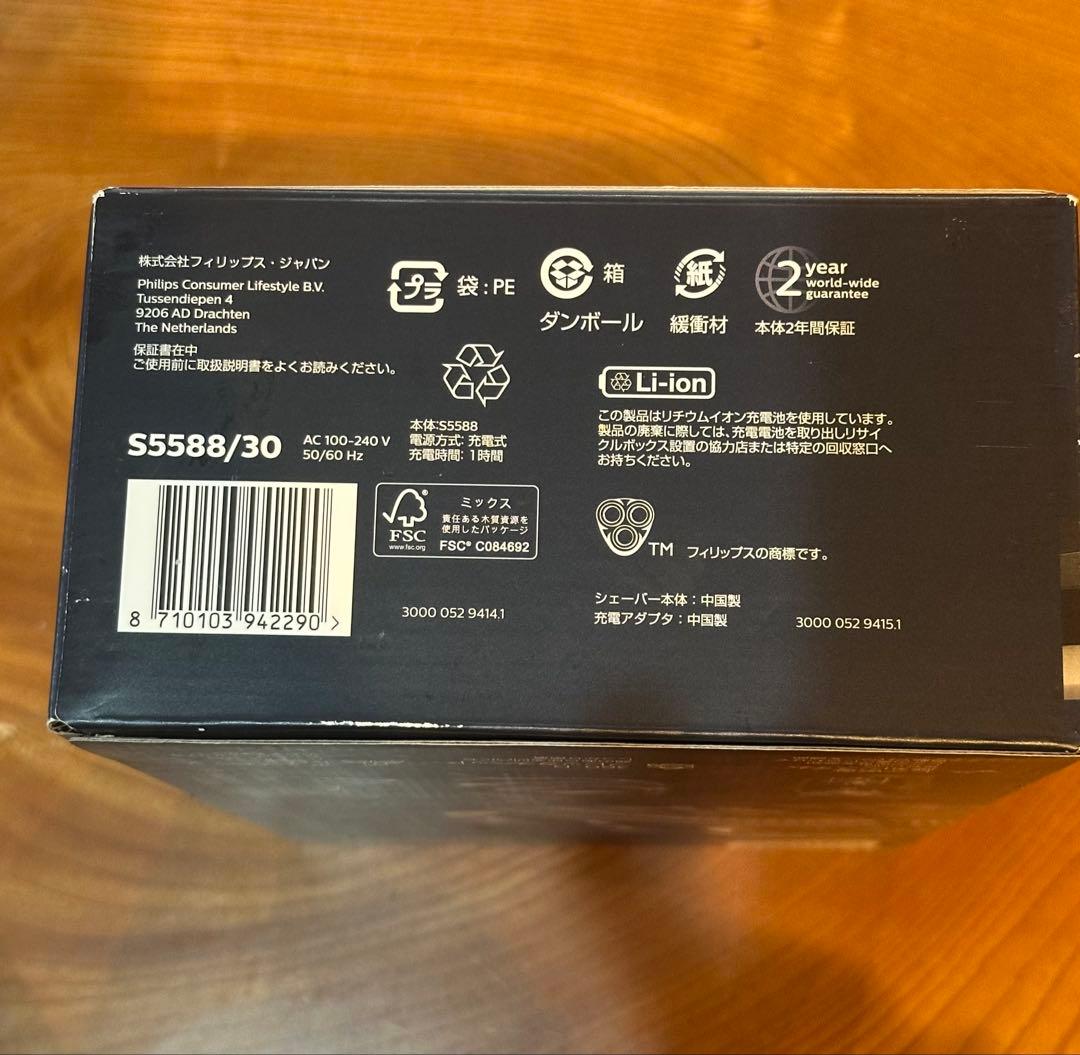 株式会社フィリップス・ジャパン
Philips Consumer Lifestyle B.V.
Tussendiepen 4
9206 AD Drachten
The Netherlands
保証書在中
ご使用前に取扱説明書をよくお読みください。
プラ 袋:PE
箱
ダンボール
紙
緩衝材
2 year
world-wide
guarantee
本体2年間保証
S5588/30
AC 100-240 V
50/60 Hz
本体:S5588
電源方式: 充電式
充電時間: 1時間
Li-ion
この製品はリチウムイオン充電池を使用しています。
製品の廃棄に際しては、充電電池を取り出しリサイ
クルボックス設置の協力店または特定の回収窓口へ
お持ちください。
8 710103 942290 >
FSC
www.fsc.org
ミックス
責任ある木質資源を
使用したパッケージ
FSC® C084692
TM フィリップスの商標です。
3000 052 9414.1
シェーバー本体:中国製
充電アダプタ:中国製
3000 052 9415.1